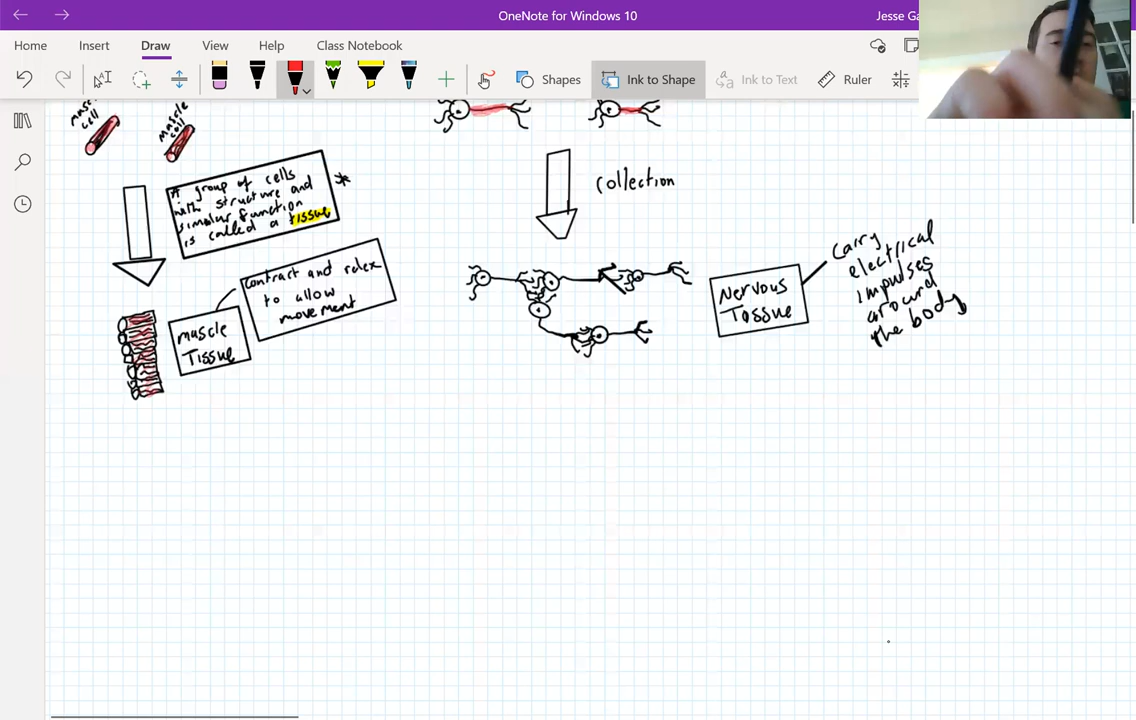 OneNote for Windows 10
Jesse Ga
Home Insert Draw View Help Class Notebook
Shapes Ink to Shape Ink to Text Ruler
muscle
cell
muscle
cell
A group of cells
with structure and
similar function
is called a tissue
*
collection
contract and relax
to allow
movement
muscle
Tissue
Nervous
Tissue
Carry
electrical
impulses
around
the body